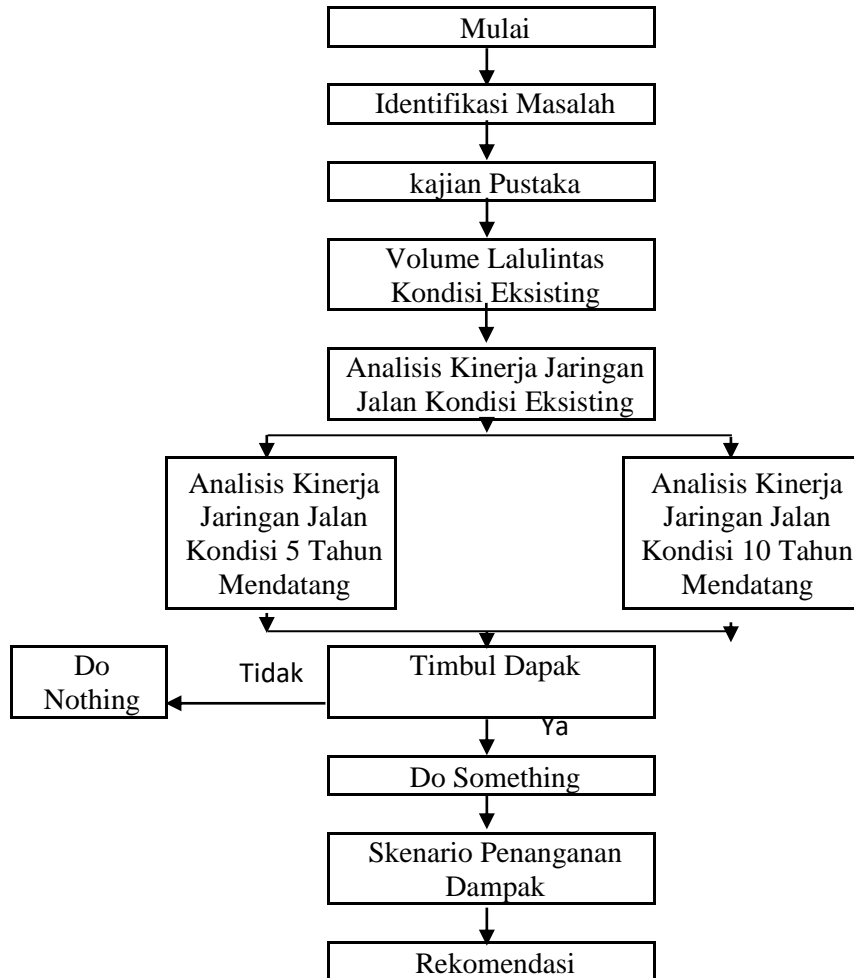 Mulai
Identifikasi Masalah
kajian Pustaka
Volume Lalulintas
Kondisi Eksisting
Analisis Kinerja Jaringan
Jalan Kondisi Eksisting
Analisis Kinerja
Jaringan Jalan
Kondisi 5 Tahun
Mendatang
Analisis Kinerja
Jaringan Jalan
Kondisi 10 Tahun
Mendatang
Timbul Dapak
Tidak
Do
Nothing
Ya
Do Something
Skenario Penanganan
Dampak
Rekomendasi